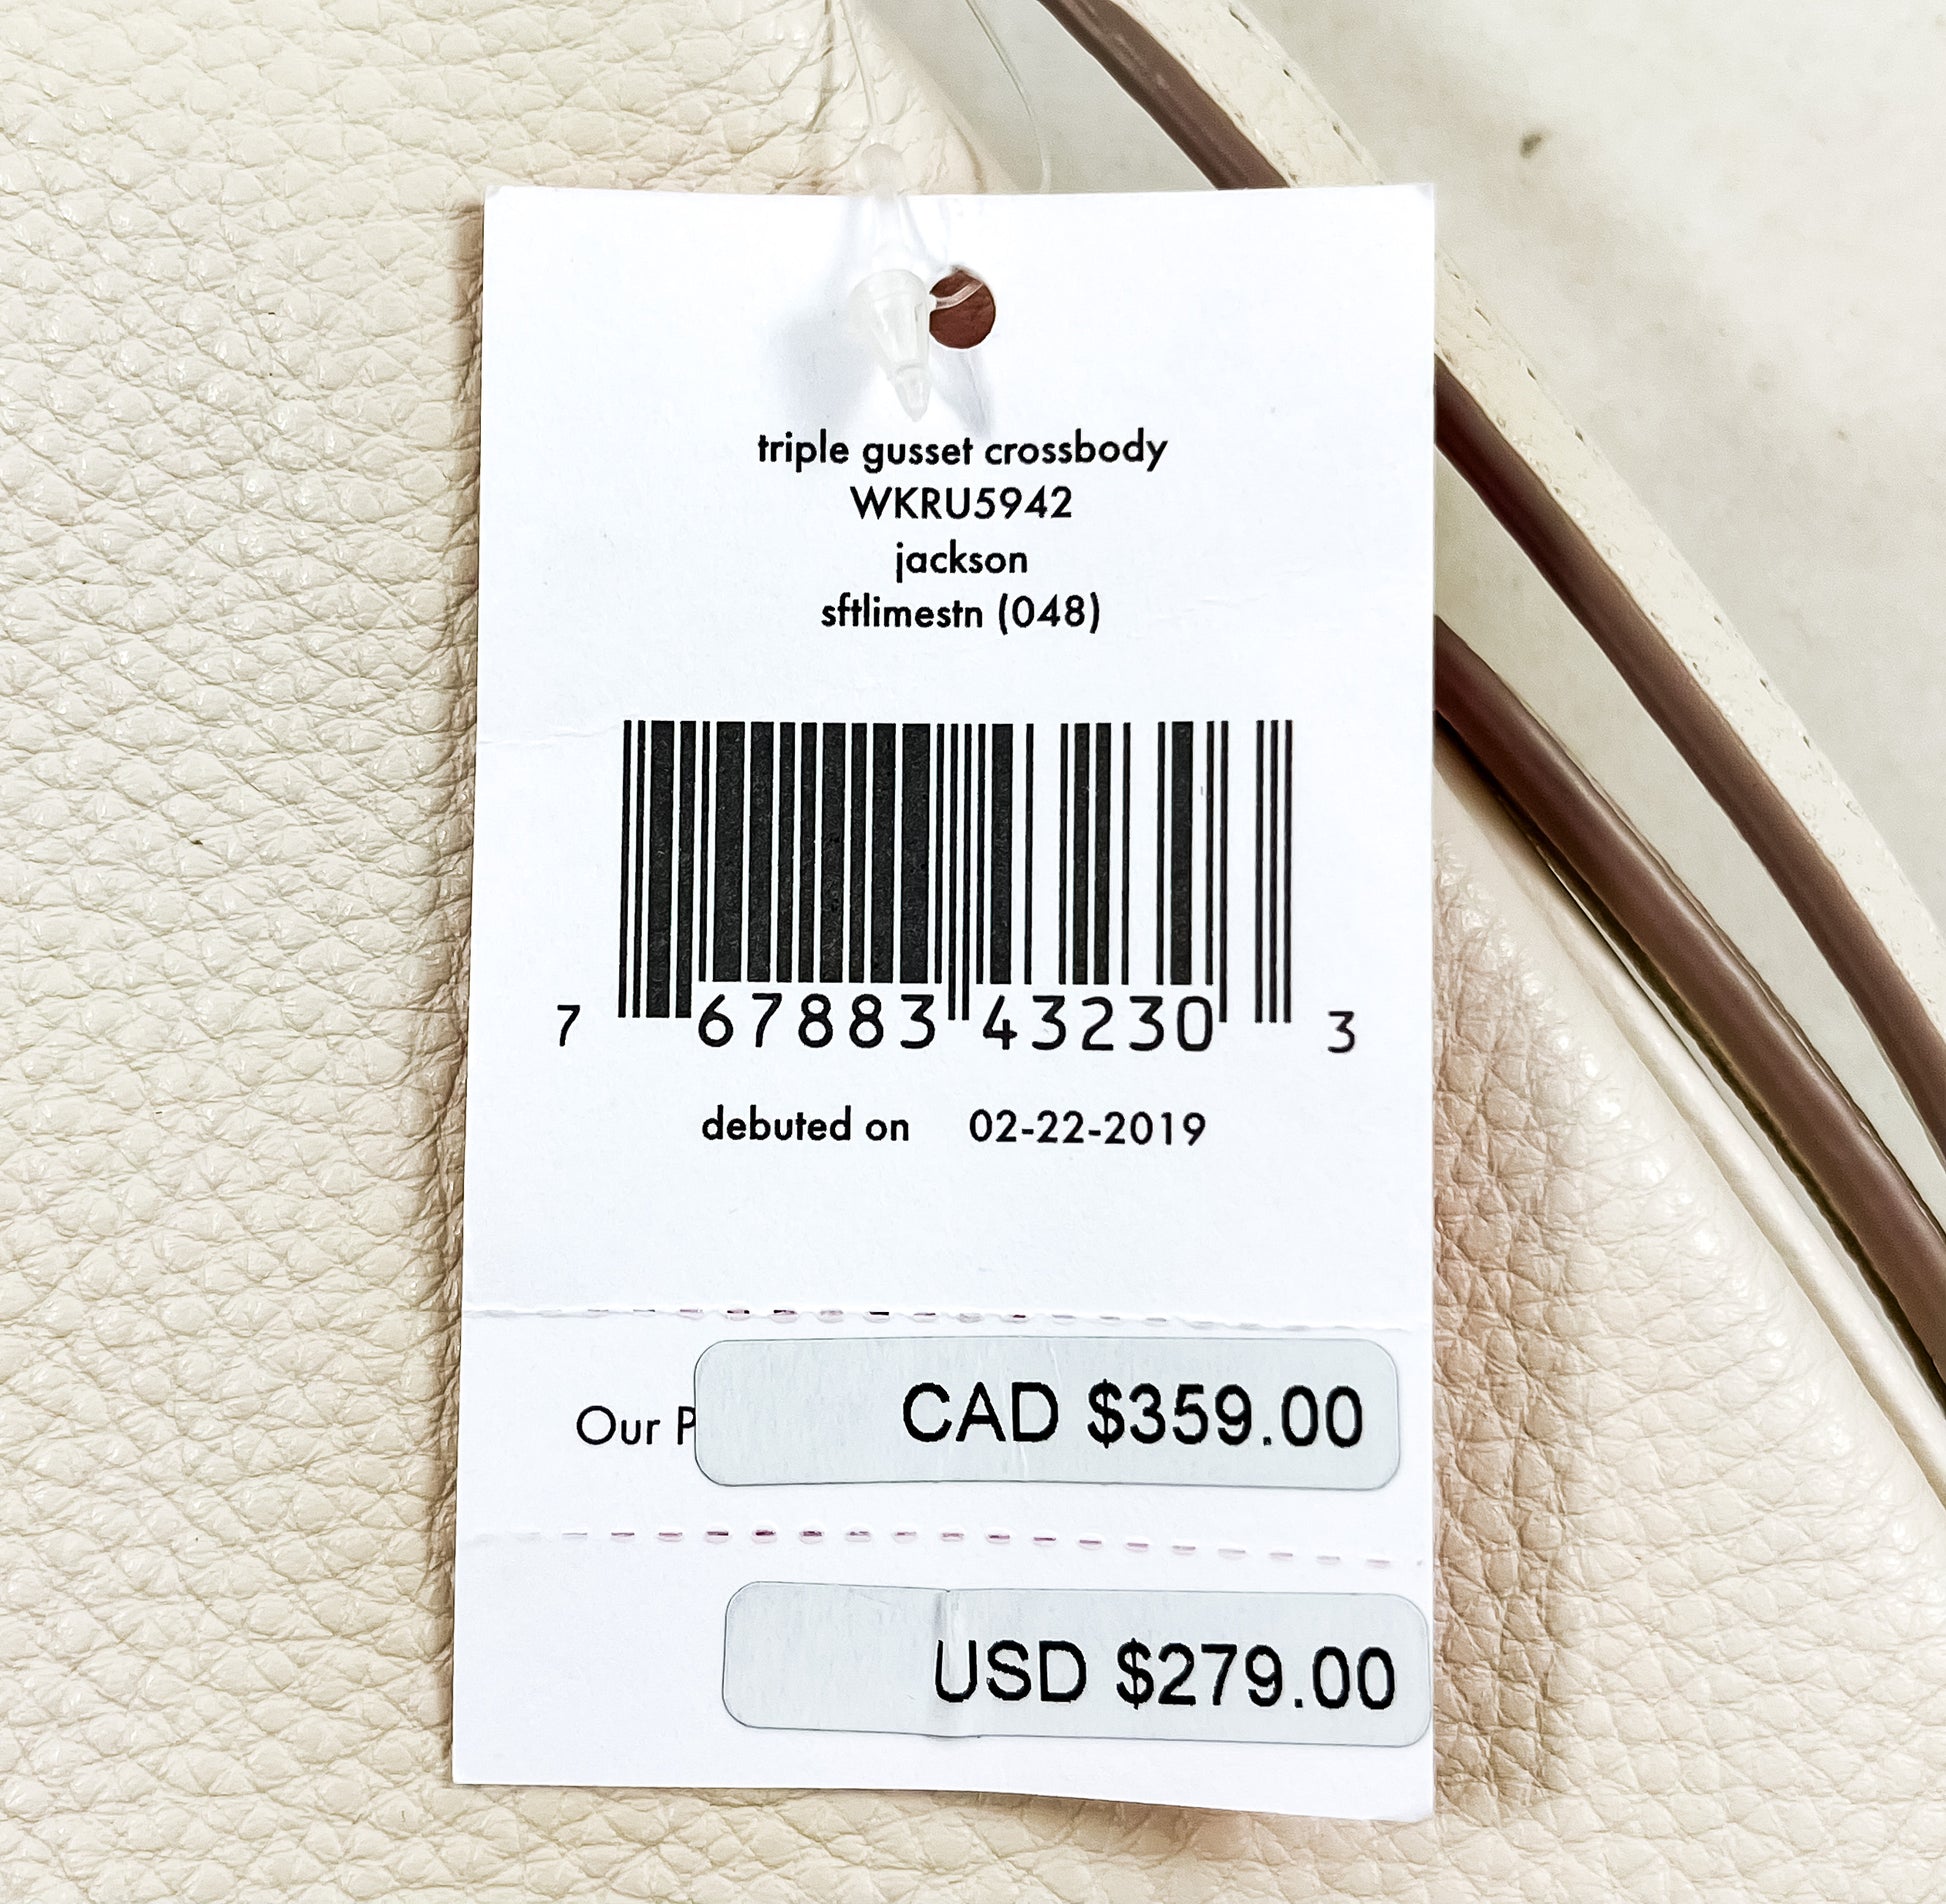 triple gusset crossbody
WKRU5942
jackson
sftlimestn (048)
7 67883 43230 3
debuted on 02-22-2019
Our P CAD $359.00
USD $279.00